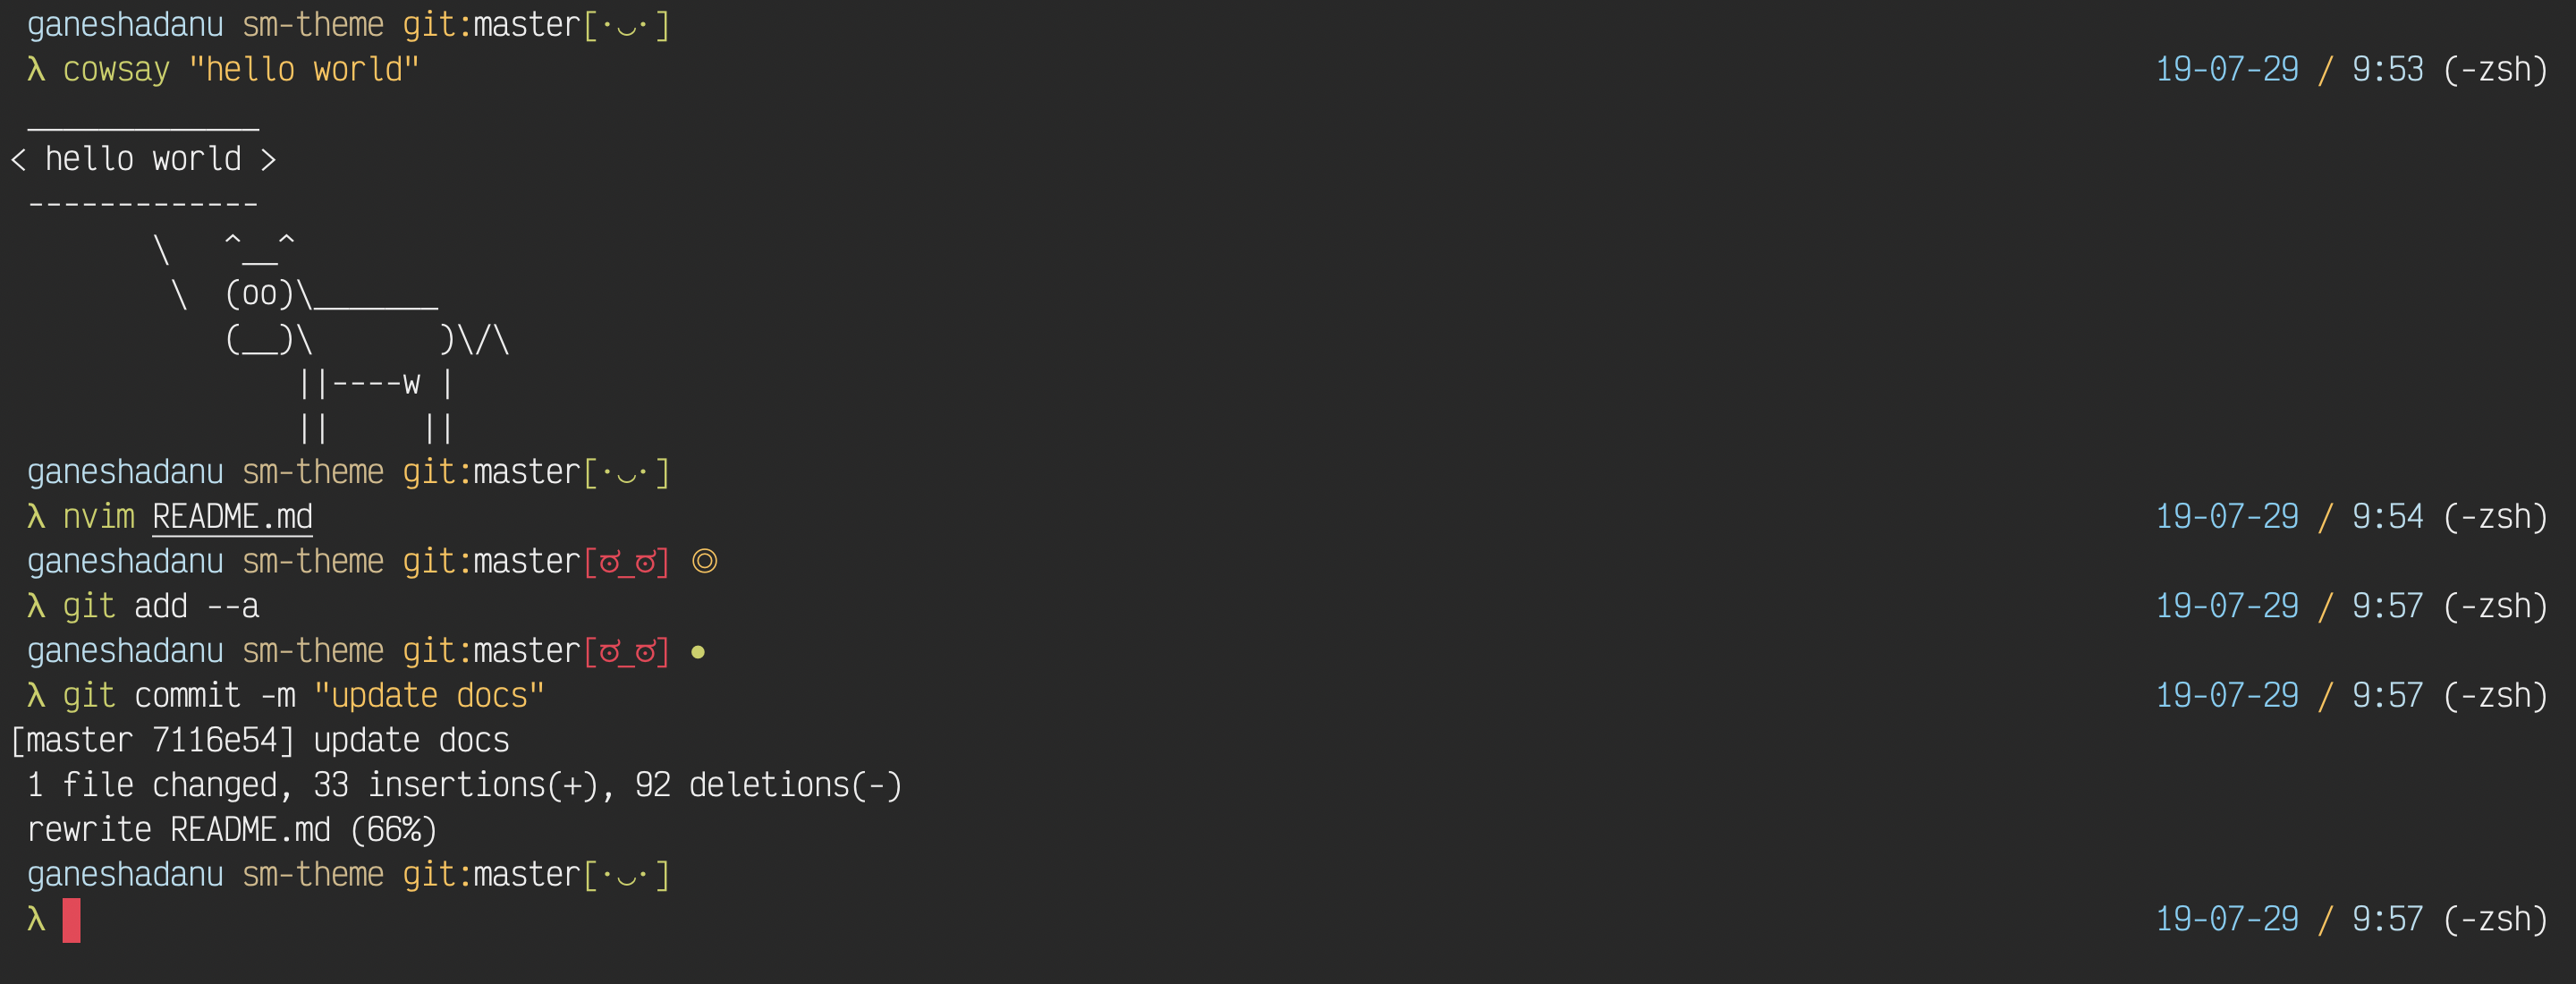 ganeshadanu sm-theme git:master[·◡·]
λ cowsay "hello world" 19-07-29 / 9:53 (-zsh)
 _____________
< hello world >
 -------------
        \   ^__^
         \  (oo)\_______
            (__)\       )\/\
                ||----w |
                ||     ||
ganeshadanu sm-theme git:master[·◡·]
λ nvim README.md 19-07-29 / 9:54 (-zsh)
ganeshadanu sm-theme git:master[ಠ_ಠ] ◎
λ git add --a 19-07-29 / 9:57 (-zsh)
ganeshadanu sm-theme git:master[ಠ_ಠ] ●
λ git commit -m "update docs" 19-07-29 / 9:57 (-zsh)
[master 7116e54] update docs
 1 file changed, 33 insertions(+), 92 deletions(-)
 rewrite README.md (66%)
ganeshadanu sm-theme git:master[·◡·]
λ 19-07-29 / 9:57 (-zsh)